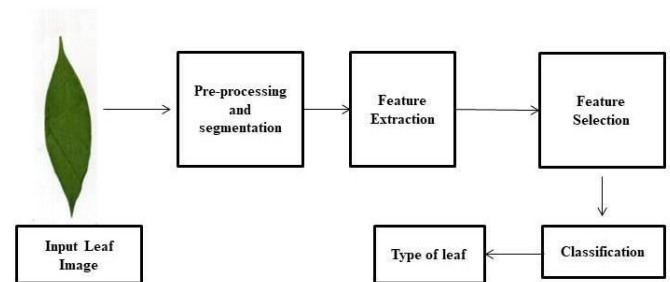 Pre-processing
and
segmentation
Feature
Extraction
Feature
Selection
Input Leaf
Image
Type of leaf
Classification